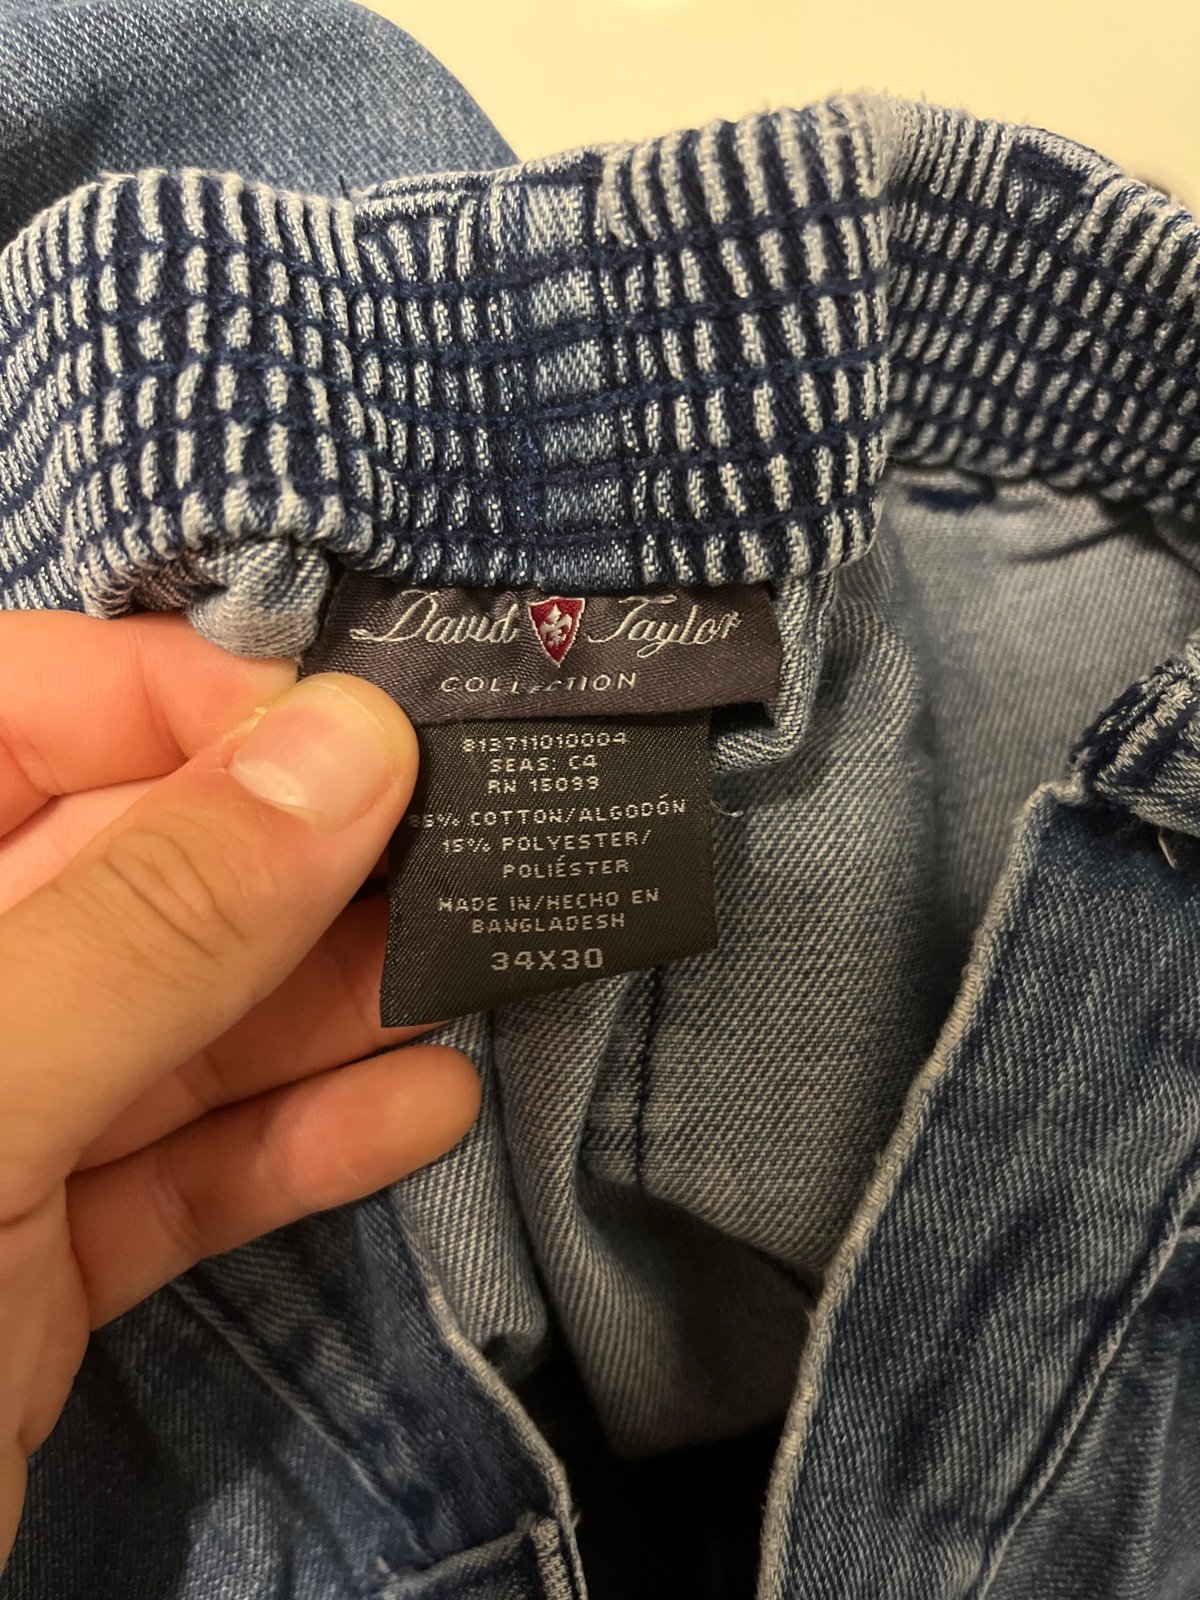 David Taylor
COLLECTION
813711010004
SEAS: C4
RN 15099
85% COTTON/ALGODÓN
15% POLYESTER/
POLIÉSTER
MADE IN/HECHO EN
BANGLADESH
34X30